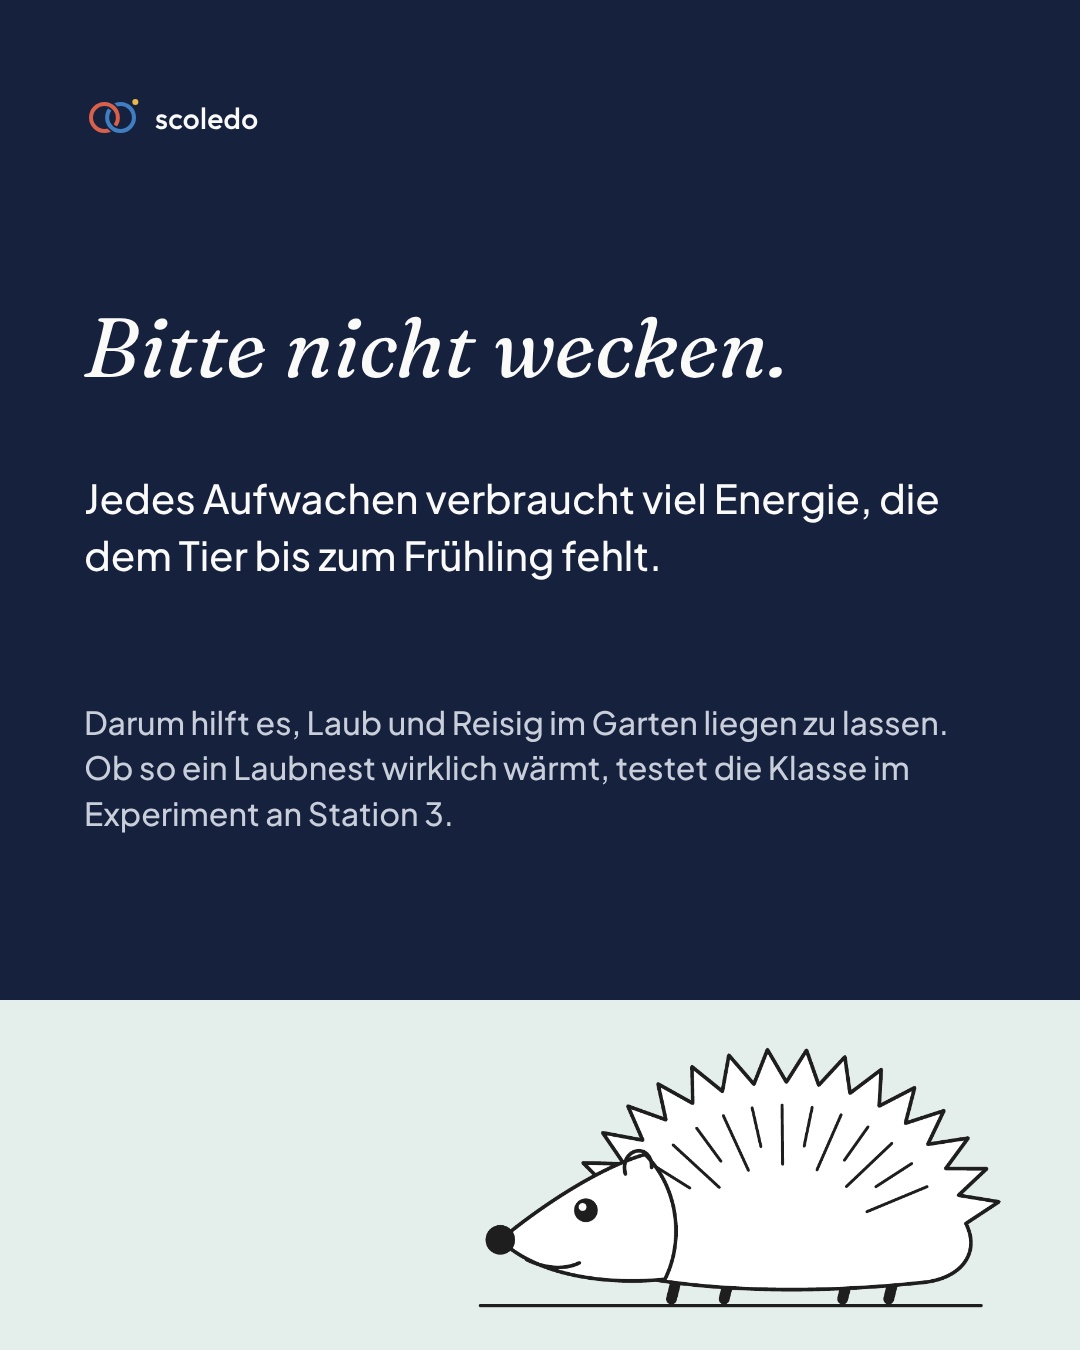 scoledo
Bitte nicht wecken.
Jedes Aufwachen verbraucht viel Energie, die
dem Tier bis zum Frühling fehlt.
Darum hilft es, Laub und Reisig im Garten liegen zu lassen.
Ob so ein Laubnest wirklich wärmt, testet die Klasse im
Experiment an Station 3.